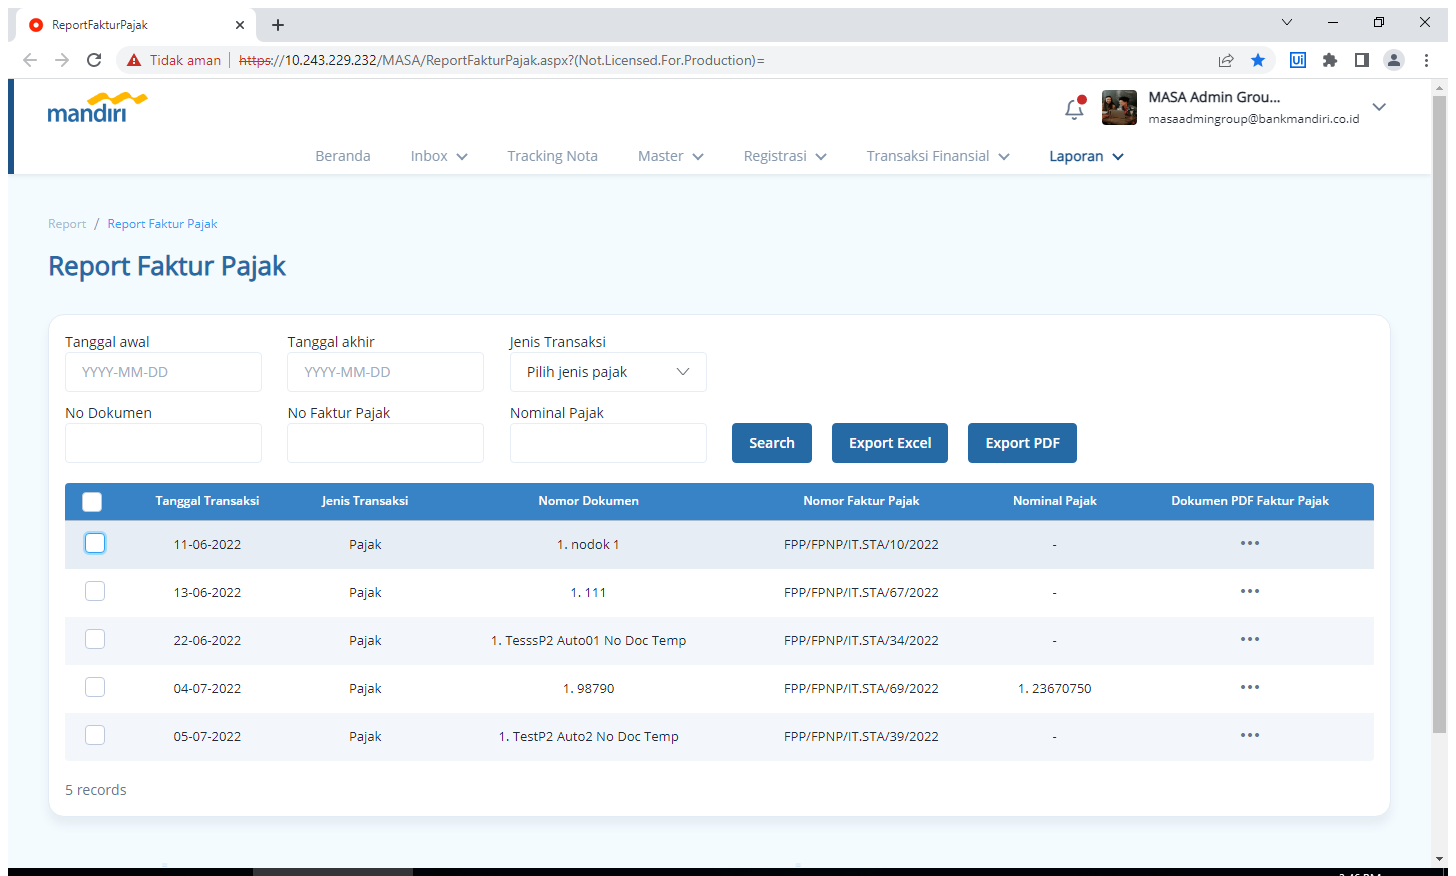 ReportFakturPajak
Tidak aman
https://10.243.229.232/MASA/ReportFakturPajak.aspx?(Not.Licensed.For.Production)=
mandiri
MASA Admin Grou...
masaadmingroup@bankmandiri.co.id
Beranda Inbox Tracking Nota Master Registrasi Transaksi Finansial Laporan
Report / Report Faktur Pajak
Report Faktur Pajak
Tanggal awal Tanggal akhir Jenis Transaksi
YYYY-MM-DD YYYY-MM-DD Pilih jenis pajak
No Dokumen No Faktur Pajak Nominal Pajak
Search Export Excel Export PDF
Tanggal Transaksi Jenis Transaksi Nomor Dokumen Nomor Faktur Pajak Nominal Pajak Dokumen PDF Faktur Pajak
11-06-2022 Pajak 1. nodok 1 FPP/FPNP/IT.STA/10/2022 - •••
13-06-2022 Pajak 1. 111 FPP/FPNP/IT.STA/67/2022 - •••
22-06-2022 Pajak 1. TesssP2 Auto01 No Doc Temp FPP/FPNP/IT.STA/34/2022 - •••
04-07-2022 Pajak 1. 98790 FPP/FPNP/IT.STA/69/2022 1. 23670750 •••
05-07-2022 Pajak 1. TestP2 Auto2 No Doc Temp FPP/FPNP/IT.STA/39/2022 - •••
5 records